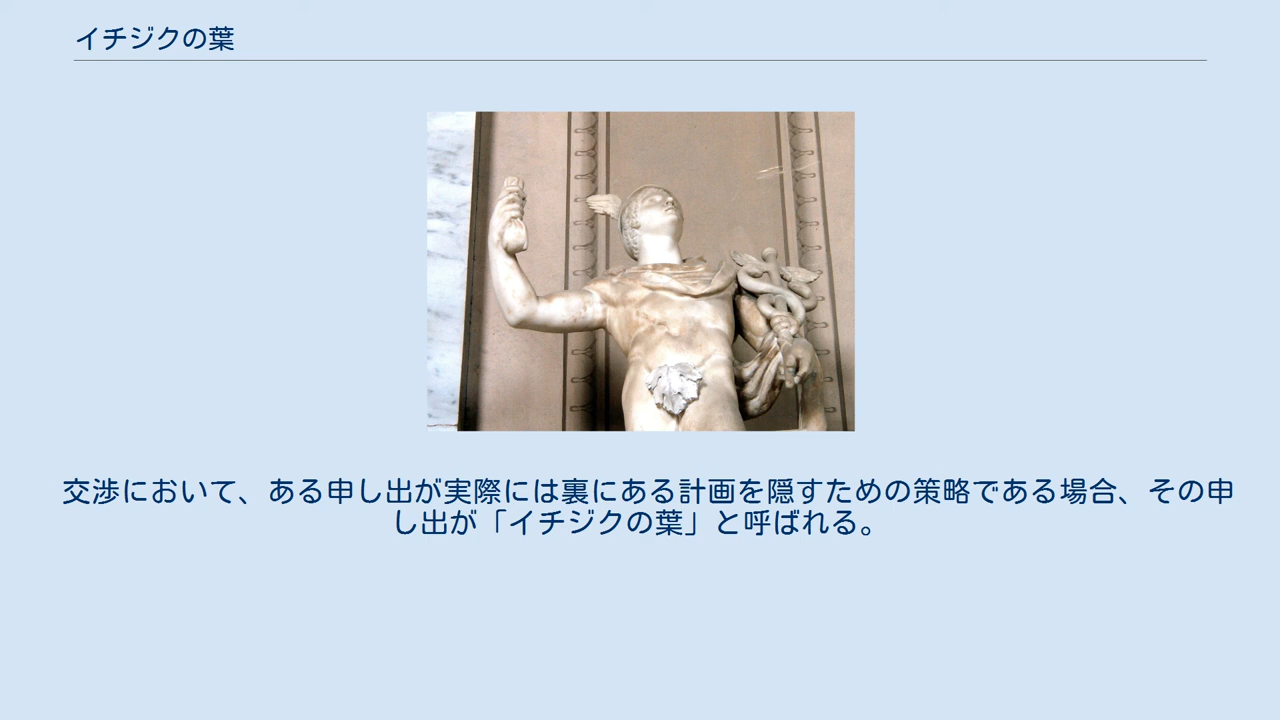 イチジクの葉
交渉において、ある申し出が実際には裏にある計画を隠すための策略である場合、その申
し出が「イチジクの葉」と呼ばれる。